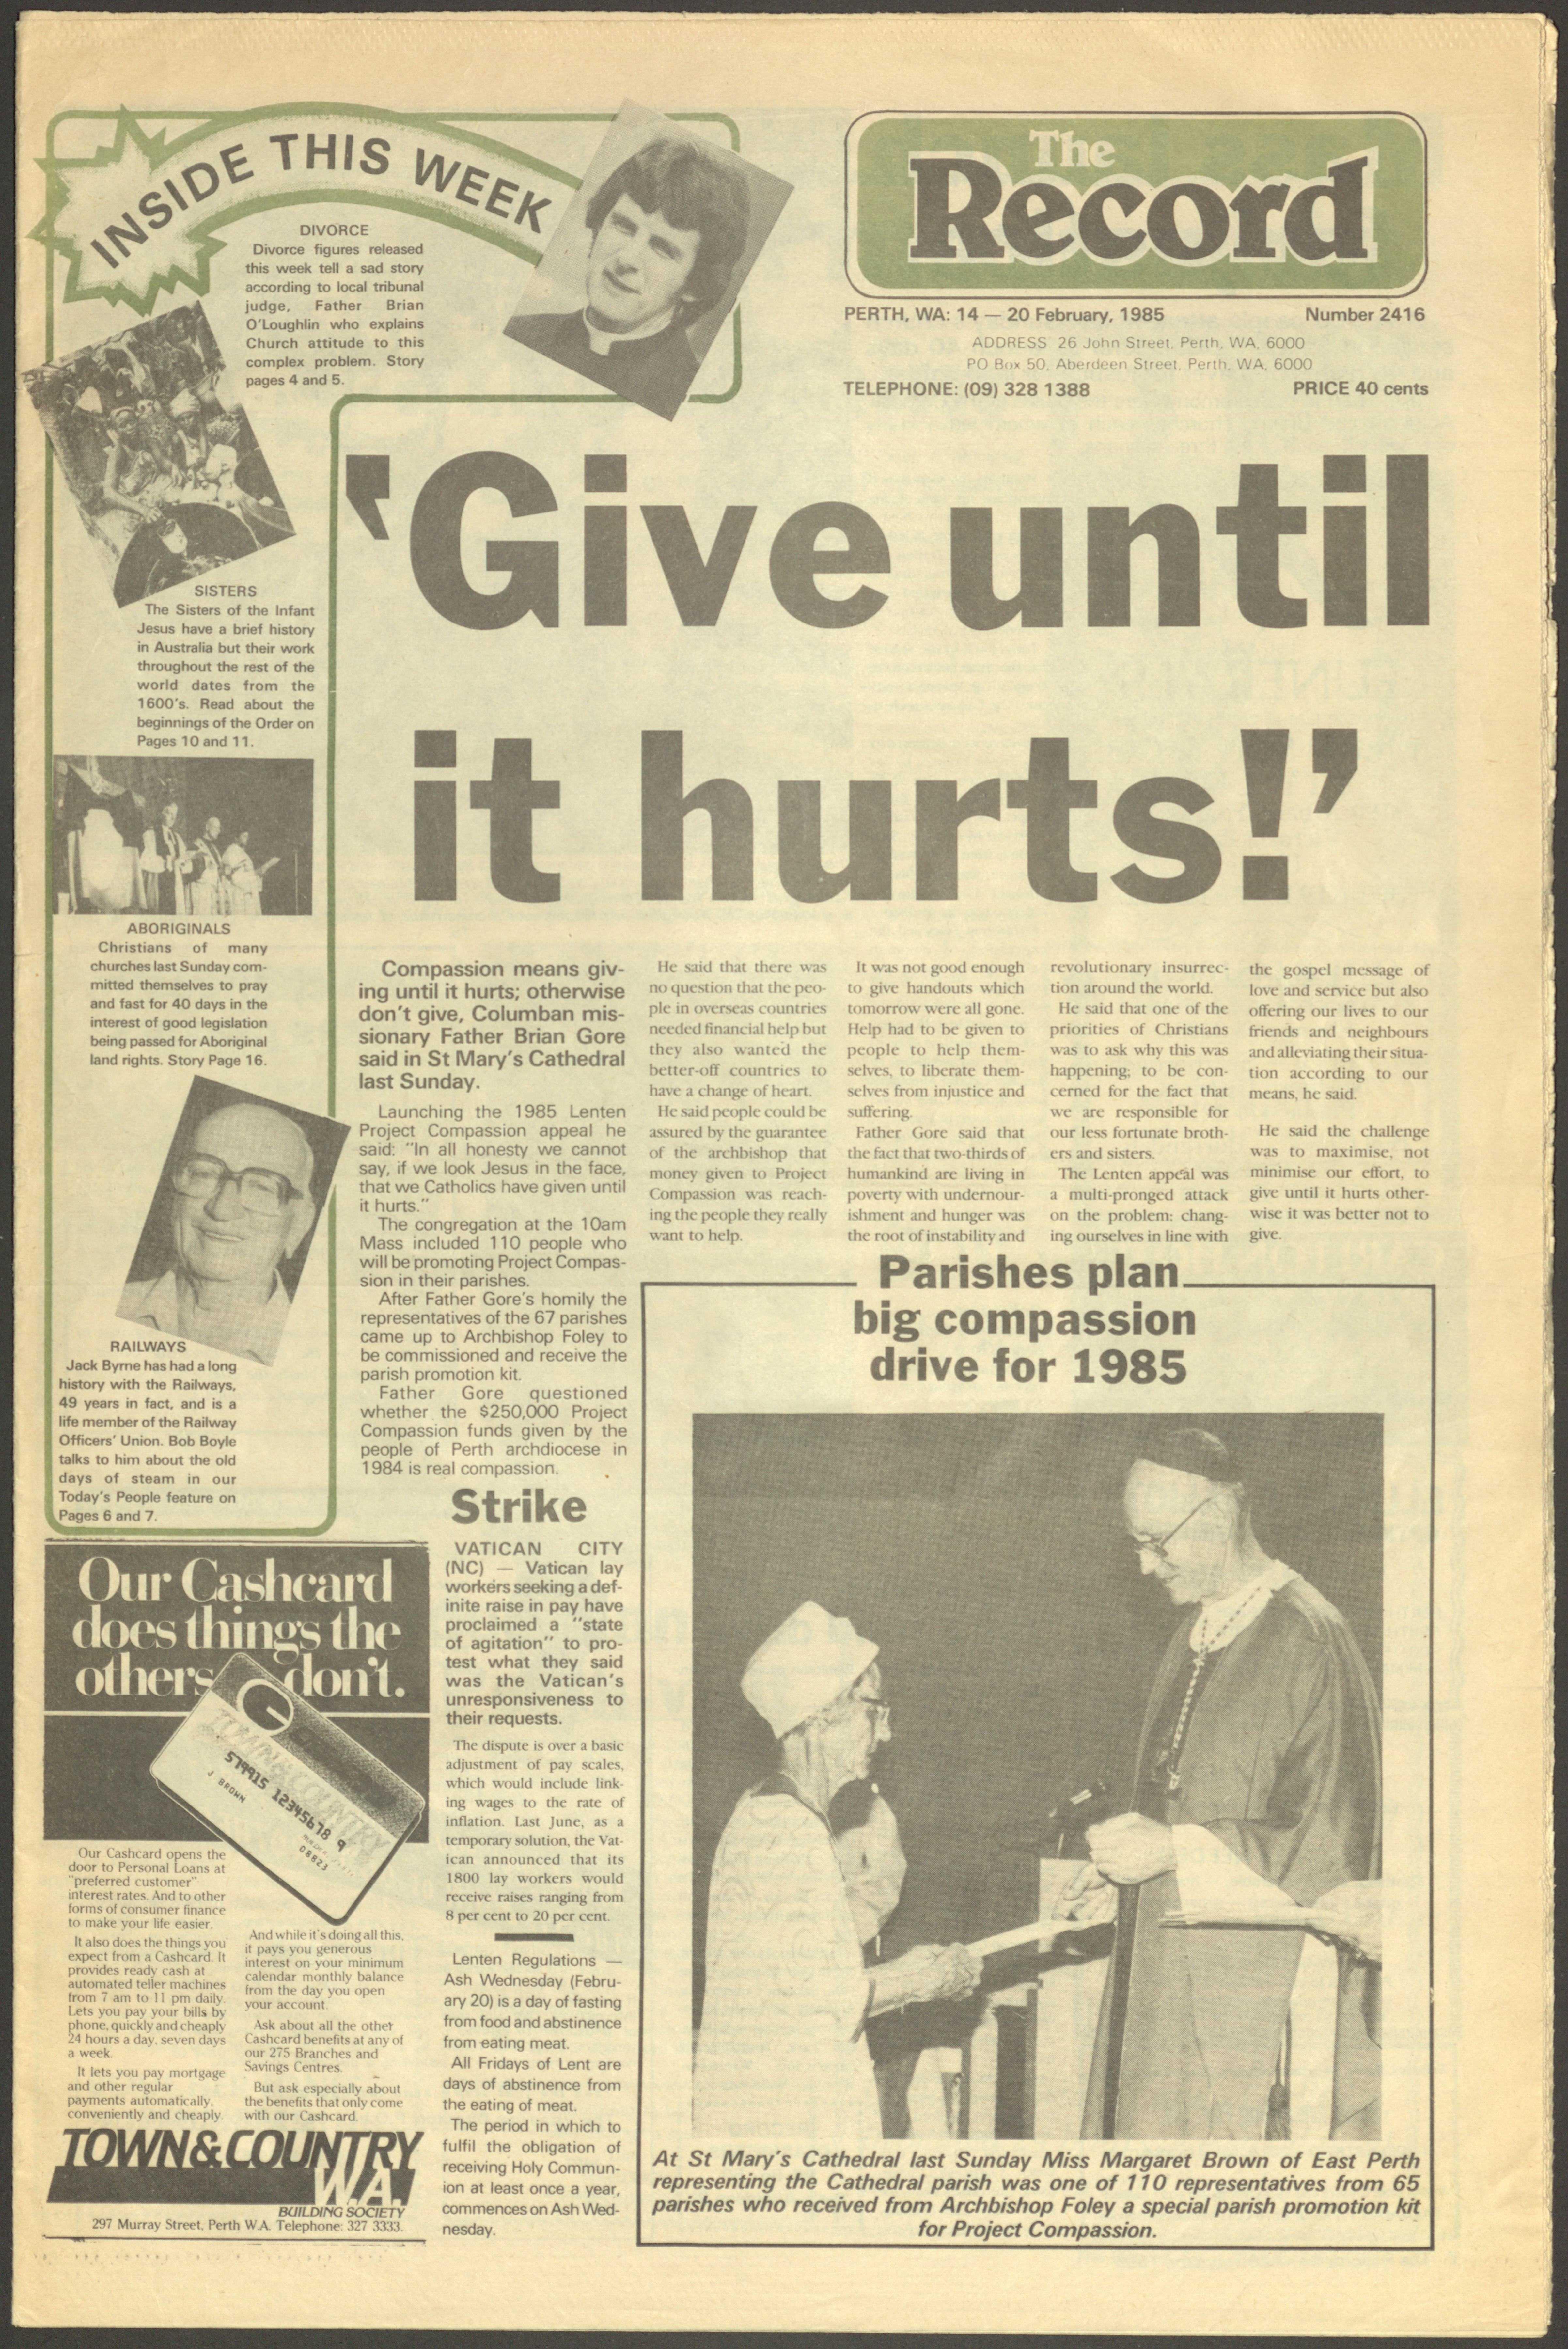 INSIDE THIS WEEK
DIVORCE
Divorce figures released
this week tell a sad story
according to local tribunal
judge, Father Brian
O'Loughlin who explains
Church attitude to this
complex problem. Story
pages 4 and 5.
SISTERS
The Sisters of the Infant
Jesus have a brief history
in Australia but their work
throughout the rest of the
world dates from the
1600's. Read about the
beginnings of the Order on
Pages 10 and 11.
ABORIGINALS
Christians of many
churches last Sunday com-
mitted themselves to pray
and fast for 40 days in the
interest of good legislation
being passed for Aboriginal
land rights. Story Page 16.
RAILWAYS
Jack Byrne has had a long
history with the Railways,
49 years in fact, and is a
life member of the Railway
Officers' Union. Bob Boyle
talks to him about the old
days of steam in our
Today's People feature on
Pages 6 and 7.
The
Record
PERTH, WA: 14 — 20 February, 1985 Number 2416
ADDRESS 26 John Street, Perth, WA, 6000
PO Box 50, Aberdeen Street, Perth, WA, 6000
TELEPHONE: (09) 328 1388 PRICE 40 cents
'Give until
it hurts!'
Compassion means giv-
ing until it hurts; otherwise
don't give, Columban mis-
sionary Father Brian Gore
said in St Mary's Cathedral
last Sunday.
Launching the 1985 Lenten
Project Compassion appeal he
said: "In all honesty we cannot
say, if we look Jesus in the face,
that we Catholics have given until
it hurts."
The congregation at the 10am
Mass included 110 people who
will be promoting Project Compas-
sion in their parishes.
After Father Gore's homily the
representatives of the 67 parishes
came up to Archbishop Foley to
be commissioned and receive the
parish promotion kit.
Father Gore questioned
whether the $250,000 Project
Compassion funds given by the
people of Perth archdiocese in
1984 is real compassion.
He said that there was
no question that the peo-
ple in overseas countries
needed financial help but
they also wanted the
better-off countries to
have a change of heart.
He said people could be
assured by the guarantee
of the archbishop that
money given to Project
Compassion was reach-
ing the people they really
want to help.
It was not good enough
to give handouts which
tomorrow were all gone.
Help had to be given to
people to help them-
selves, to liberate them-
selves from injustice and
suffering.
Father Gore said that
the fact that two-thirds of
humankind are living in
poverty with undernour-
ishment and hunger was
the root of instability and
revolutionary insurrec-
tion around the world.
He said that one of the
priorities of Christians
was to ask why this was
happening; to be con-
cerned for the fact that
we are responsible for
our less fortunate broth-
ers and sisters.
The Lenten appeal was
a multi-pronged attack
on the problem: chang-
ing ourselves in line with
the gospel message of
love and service but also
offering our lives to our
friends and neighbours
and alleviating their situa-
tion according to our
means, he said.
He said the challenge
was to maximise, not
minimise our effort, to
give until it hurts other-
wise it was better not to
give.
Strike
VATICAN CITY
(NC) — Vatican lay
workers seeking a def-
inite raise in pay have
proclaimed a "state
of agitation" to pro-
test what they said
was the Vatican's
unresponsiveness to
their requests.
The dispute is over a basic
adjustment of pay scales,
which would include link-
ing wages to the rate of
inflation. Last June, as a
temporary solution, the Vat-
ican announced that its
1800 lay workers would
receive raises ranging from
8 per cent to 20 per cent.
Lenten Regulations —
Ash Wednesday (Febru-
ary 20) is a day of fasting
from food and abstinence
from eating meat.
All Fridays of Lent are
days of abstinence from
the eating of meat.
The period in which to
fulfil the obligation of
receiving Holy Commun-
ion at least once a year,
commences on Ash Wed-
nesday.
Parishes plan
big compassion
drive for 1985
At St Mary's Cathedral last Sunday Miss Margaret Brown of East Perth
representing the Cathedral parish was one of 110 representatives from 65
parishes who received from Archbishop Foley a special parish promotion kit
for Project Compassion.
Our Cashcard
does things the
others don't.
TOWN & COUNTRY
579915 12345678 9
J BROWN
08823
Our Cashcard opens the
door to Personal Loans at
"preferred customer"
interest rates. And to other
forms of consumer finance
to make your life easier.
It also does the things you
expect from a Cashcard. It
provides ready cash at
automated teller machines
from 7 am to 11 pm daily.
Lets you pay your bills by
phone, quickly and cheaply
24 hours a day, seven days
a week.
It lets you pay mortgage
and other regular
payments automatically,
conveniently and cheaply.
And while it's doing all this,
it pays you generous
interest on your minimum
calendar monthly balance
from the day you open
your account.
Ask about all the other
Cashcard benefits at any of
our 275 Branches and
Savings Centres.
But ask especially about
the benefits that only come
with our Cashcard.
TOWN & COUNTRY
W.A.
BUILDING SOCIETY
297 Murray Street, Perth W.A. Telephone: 327 3333.